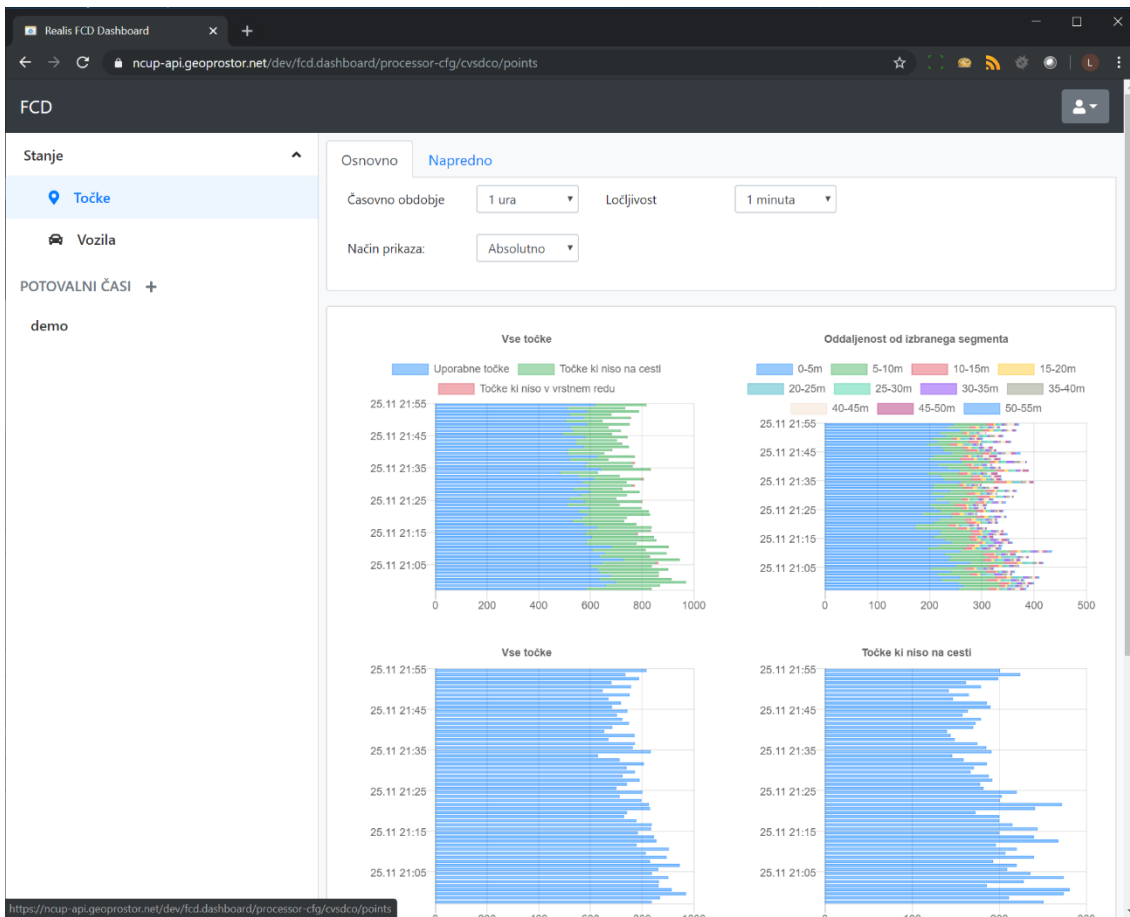 Realis FCD Dashboard
ncup-api.geoprostor.net/dev/fcd.dashboard/processor-cfg/cvsdco/points
L
FCD
Stanje
Točke
Vozila
POTOVALNI ČASI +
demo
Osnovno Napredno
Časovno obdobje 1 ura Ločljivost 1 minuta
Način prikaza: Absolutno
Vse točke
Uporabne točke Točke ki niso na cesti
Točke ki niso v vrstnem redu
25.11 21:55
25.11 21:45
25.11 21:35
25.11 21:25
25.11 21:15
25.11 21:05
0 200 400 600 800 1000
Oddaljenost od izbranega segmenta
0-5m 5-10m 10-15m 15-20m
20-25m 25-30m 30-35m 35-40m
40-45m 45-50m 50-55m
25.11 21:55
25.11 21:45
25.11 21:35
25.11 21:25
25.11 21:15
25.11 21:05
0 100 200 300 400 500
Vse točke
25.11 21:55
25.11 21:45
25.11 21:35
25.11 21:25
25.11 21:15
25.11 21:05
Točke ki niso na cesti
25.11 21:55
25.11 21:45
25.11 21:35
25.11 21:25
25.11 21:15
25.11 21:05
https://ncup-api.geoprostor.net/dev/fcd.dashboard/processor-cfg/cvsdco/points